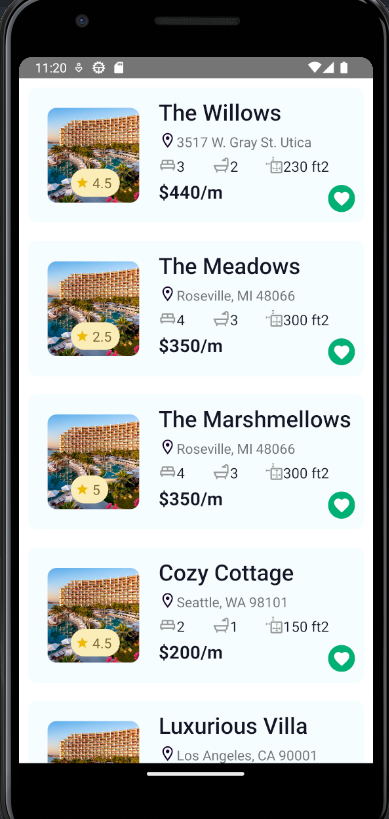 11:20
The Willows
3517 W. Gray St. Utica
3 2 230 ft2
4.5
$440/m
The Meadows
Roseville, MI 48066
4 3 300 ft2
2.5
$350/m
The Marshmellows
Roseville, MI 48066
4 3 300 ft2
5
$350/m
Cozy Cottage
Seattle, WA 98101
2 1 150 ft2
4.5
$200/m
Luxurious Villa
Los Angeles, CA 90001